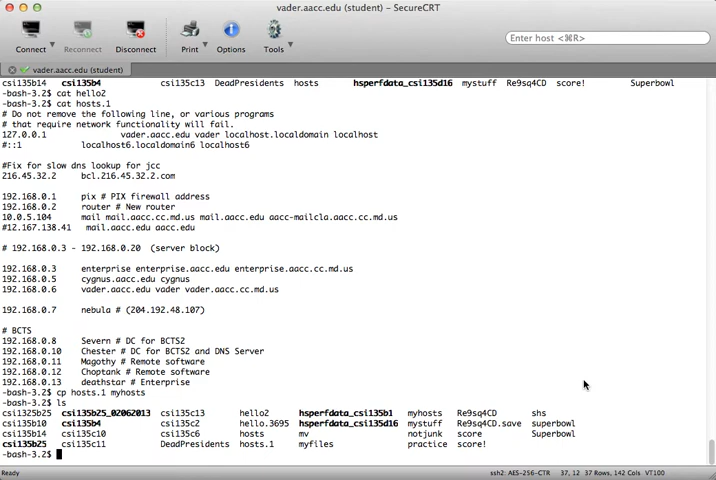 vader.aacc.edu (student) - SecureCRT
Connect Reconnect Disconnect Print Options Tools
Enter host <⌘R>
vader.aacc.edu (student)
csi135b14 csi135b4 csi135c13 DeadPresidents hosts hsperfdata_csi135d16 mystuff Re9sq4CD score! Superbowl
-bash-3.2$ cat hello2
-bash-3.2$ cat hosts.1
# Do not remove the following line, or various programs
# that require network functionality will fail.
127.0.0.1 vader.aacc.edu vader localhost.localdomain localhost
#::1 localhost6.localdomain6 localhost6
#Fix for slow dns lookup for jcc
216.45.32.2 bcl.216.45.32.2.com
192.168.0.1 pix # PIX firewall address
192.168.0.2 router # New router
10.0.5.104 mail mail.aacc.cc.md.us mail.aacc.edu aacc-mailcla.aacc.cc.md.us
#12.167.138.41 mail.aacc.edu aacc.edu
# 192.168.0.3 - 192.168.0.20 (server block)
192.168.0.3 enterprise enterprise.aacc.edu enterprise.aacc.cc.md.us
192.168.0.5 cygnus.aacc.edu cygnus
192.168.0.6 vader.aacc.edu vader vader.aacc.cc.md.us
192.168.0.7 nebula # (204.192.48.107)
# BCTS
192.168.0.8 Severn # DC for BCTS2
192.168.0.10 Chester # DC for BCTS2 and DNS Server
192.168.0.11 Magothy # Remote software
192.168.0.12 Choptank # Remote software
192.168.0.13 deathstar # Enterprise
-bash-3.2$ cp hosts.1 myhosts
-bash-3.2$ ls
csi1325b25 csi135b25_02062013 csi135c13 hello2 hsperfdata_csi135b1 myhosts Re9sq4CD shs
csi135b10 csi135b4 csi135c2 hello.3695 hsperfdata_csi135d16 mystuff Re9sq4CD.save superbowl
csi135b14 csi135c10 csi135c6 hosts mv notjunk score Superbowl
csi135b25 csi135c11 DeadPresidents hosts.1 myfiles practice score!
-bash-3.2$
Ready ssh2: AES-256-CTR 37, 12 37 Rows, 142 Cols VT100